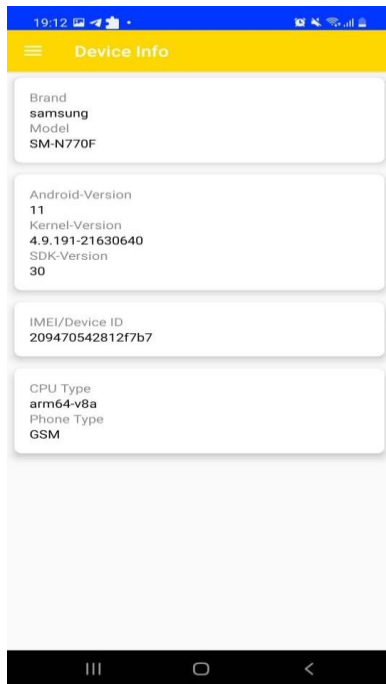 19:12
Device Info
Brand
samsung
Model
SM-N770F
Android-Version
11
Kernel-Version
4.9.191-21630640
SDK-Version
30
IMEI/Device ID
209470542812f7b7
CPU Type
arm64-v8a
Phone Type
GSM